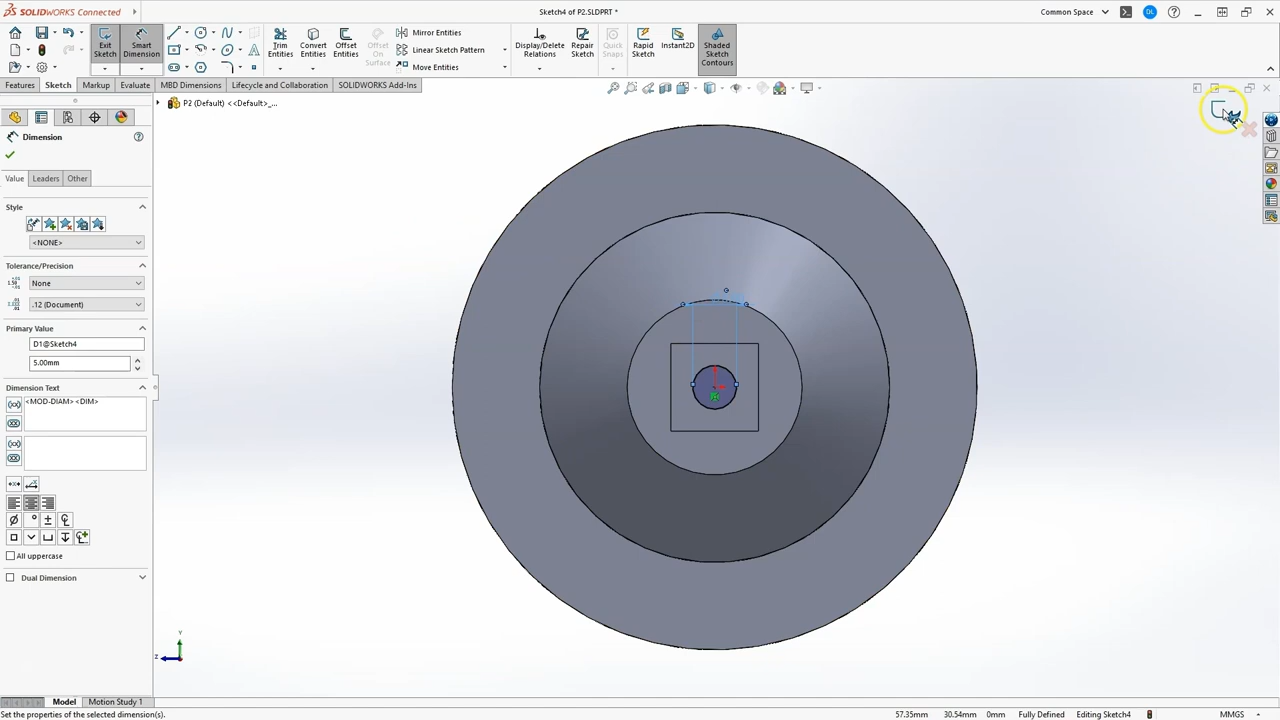 SOLIDWORKS Connected
Sketch4 of P2.SLDPRT *
Common Space
DL
Exit Sketch
Smart Dimension
Trim Entities
Convert Entities
Offset Entities
Offset On Surface
Mirror Entities
Linear Sketch Pattern
Move Entities
Display/Delete Relations
Repair Sketch
Quick Snaps
Rapid Sketch
Instant2D
Shaded Sketch Contours
Features
Sketch
Markup
Evaluate
MBD Dimensions
Lifecycle and Collaboration
SOLIDWORKS Add-Ins
P2 (Default) <<Default>_...
Dimension
Value
Leaders
Other
Style
<NONE>
Tolerance/Precision
None
.12 (Document)
Primary Value
D1@Sketch4
5.00mm
Dimension Text
<MOD-DIAM> <DIM>
All uppercase
Dual Dimension
Y
Z
Model
Motion Study 1
Set the properties of the selected dimension(s).
57.35mm
30.54mm
0mm
Fully Defined
Editing Sketch4
MMGS